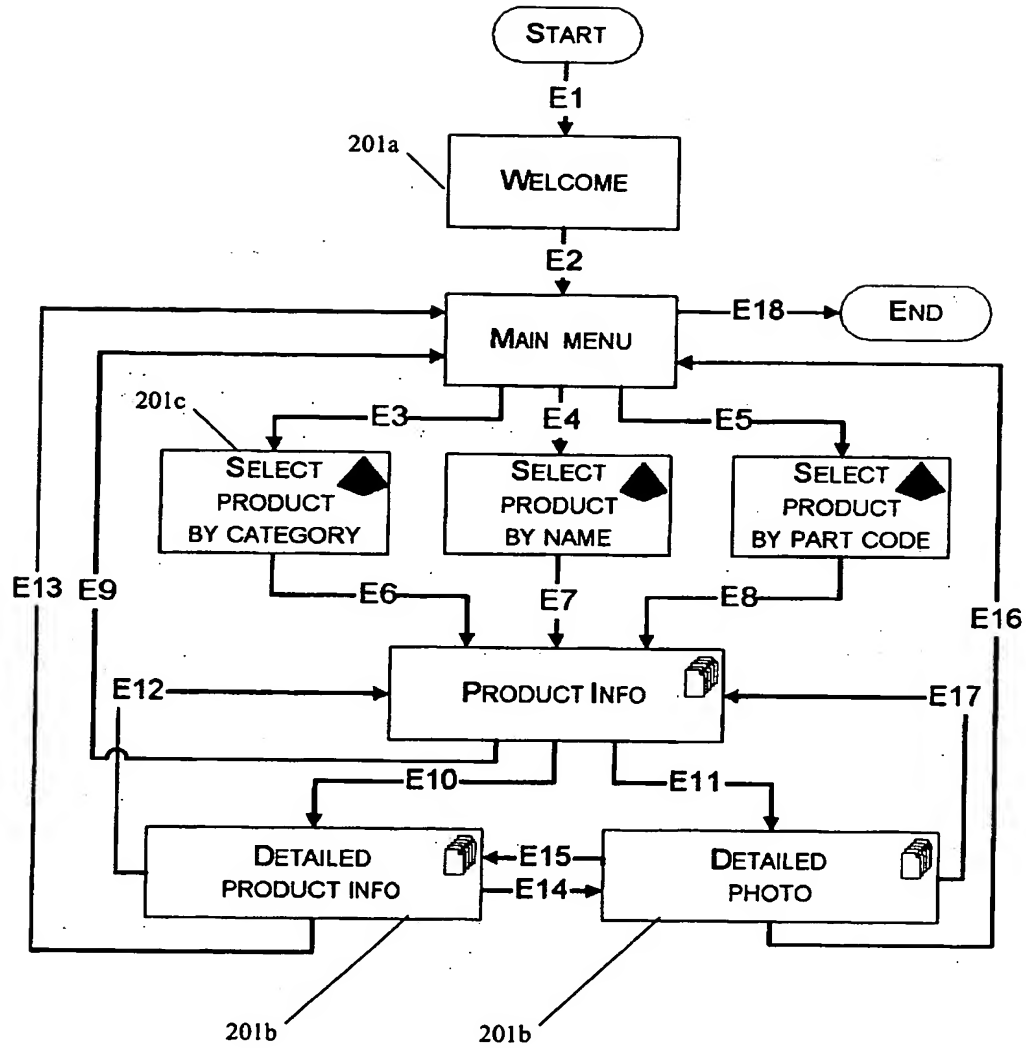 START
E1
201a
WELCOME
E2
MAIN MENU
E18
END
201c
E3
E4
E5
SELECT
PRODUCT
BY CATEGORY
SELECT
PRODUCT
BY NAME
SELECT
PRODUCT
BY PART CODE
E13
E9
E6
E7
E8
E16
E12
PRODUCT INFO
E17
E10
E11
DETAILED
PRODUCT INFO
E15
E14
DETAILED
PHOTO
201b
201b